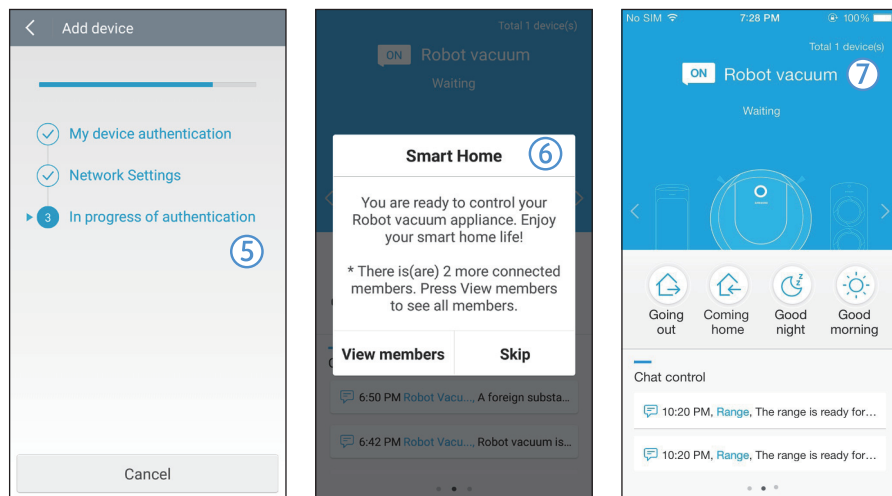 Add device
My device authentication
Network Settings
3 In progress of authentication
5
Cancel
Total 1 device(s)
ON Robot vacuum
Waiting
Smart Home 6
You are ready to control your
Robot vacuum appliance. Enjoy
your smart home life!
* There is(are) 2 more connected
members. Press View members
to see all members.
View members Skip
6:50 PM Robot Vacu..., A foreign substa...
6:42 PM Robot Vacu..., Robot vacuum is...
No SIM 7:28 PM 100%
Total 1 device(s)
ON Robot vacuum 7
Waiting
Going out
Coming home
Good night
Good morning
Chat control
10:20 PM, Range, The range is ready for...
10:20 PM, Range, The range is ready for...